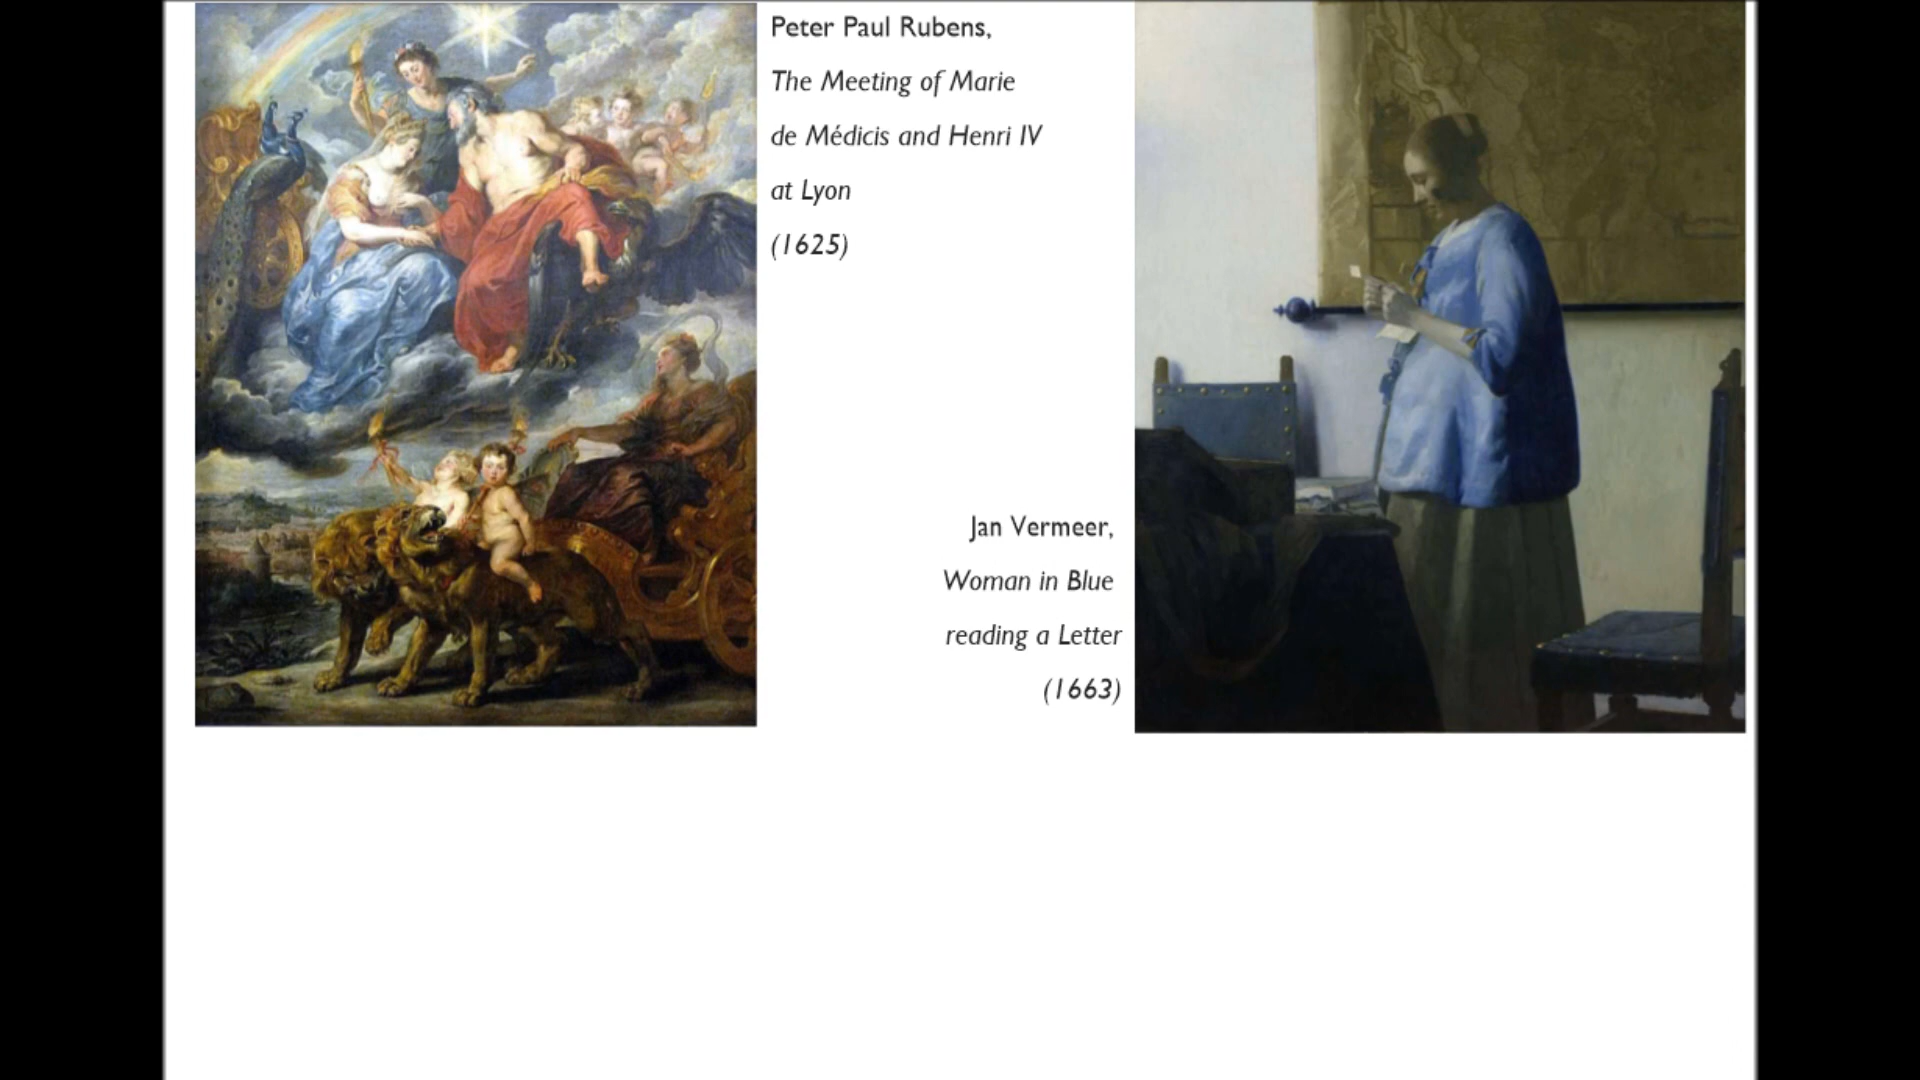 Peter Paul Rubens,
The Meeting of Marie
de Médicis and Henri IV
at Lyon
(1625)
Jan Vermeer,
Woman in Blue
reading a Letter
(1663)